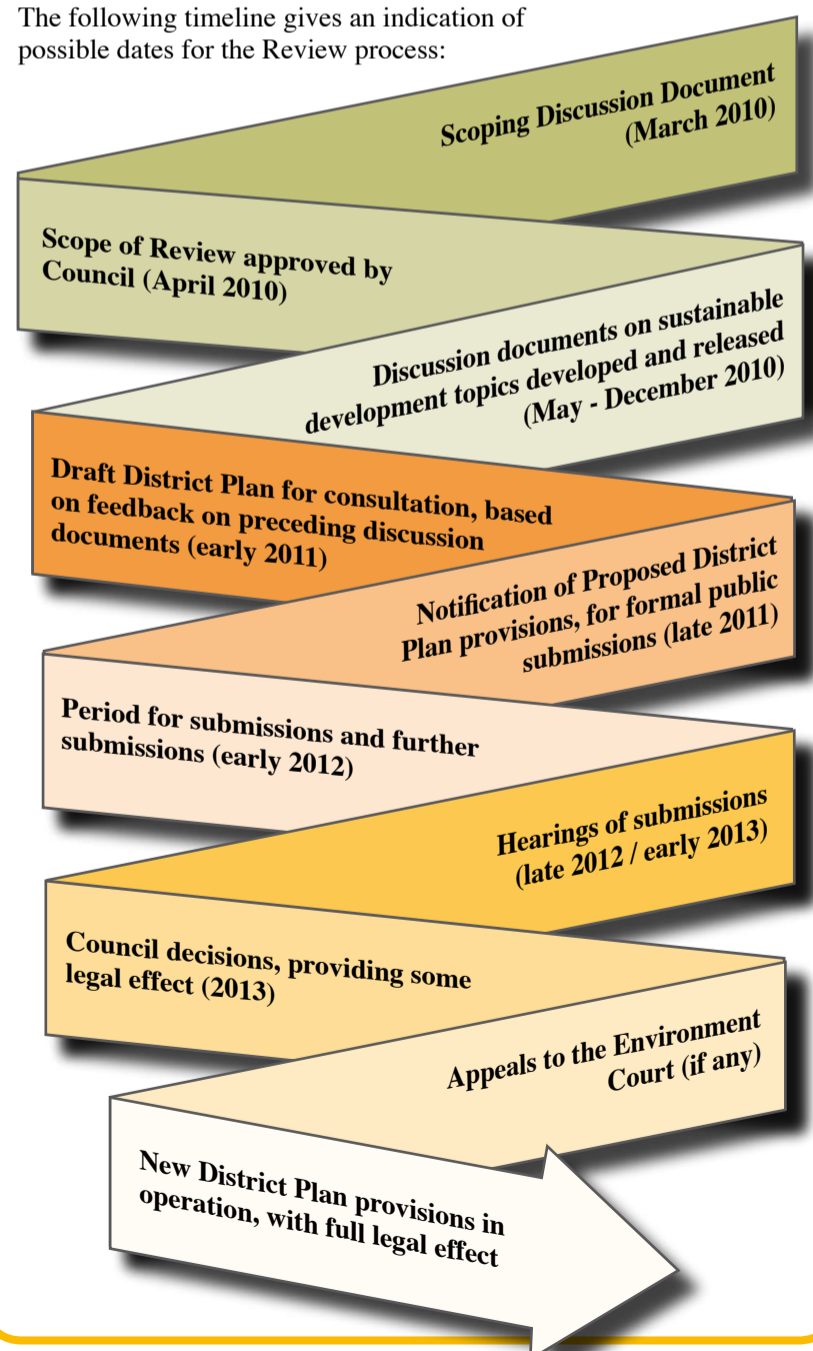 The following timeline gives an indication of
possible dates for the Review process:
Scoping Discussion Document
(March 2010)
Scope of Review approved by
Council (April 2010)
Discussion documents on sustainable
development topics developed and released
(May - December 2010)
Draft District Plan for consultation, based
on feedback on preceding discussion
documents (early 2011)
Notification of Proposed District
Plan provisions, for formal public
submissions (late 2011)
Period for submissions and further
submissions (early 2012)
Hearings of submissions
(late 2012 / early 2013)
Council decisions, providing some
legal effect (2013)
Appeals to the Environment
Court (if any)
New District Plan provisions in
operation, with full legal effect